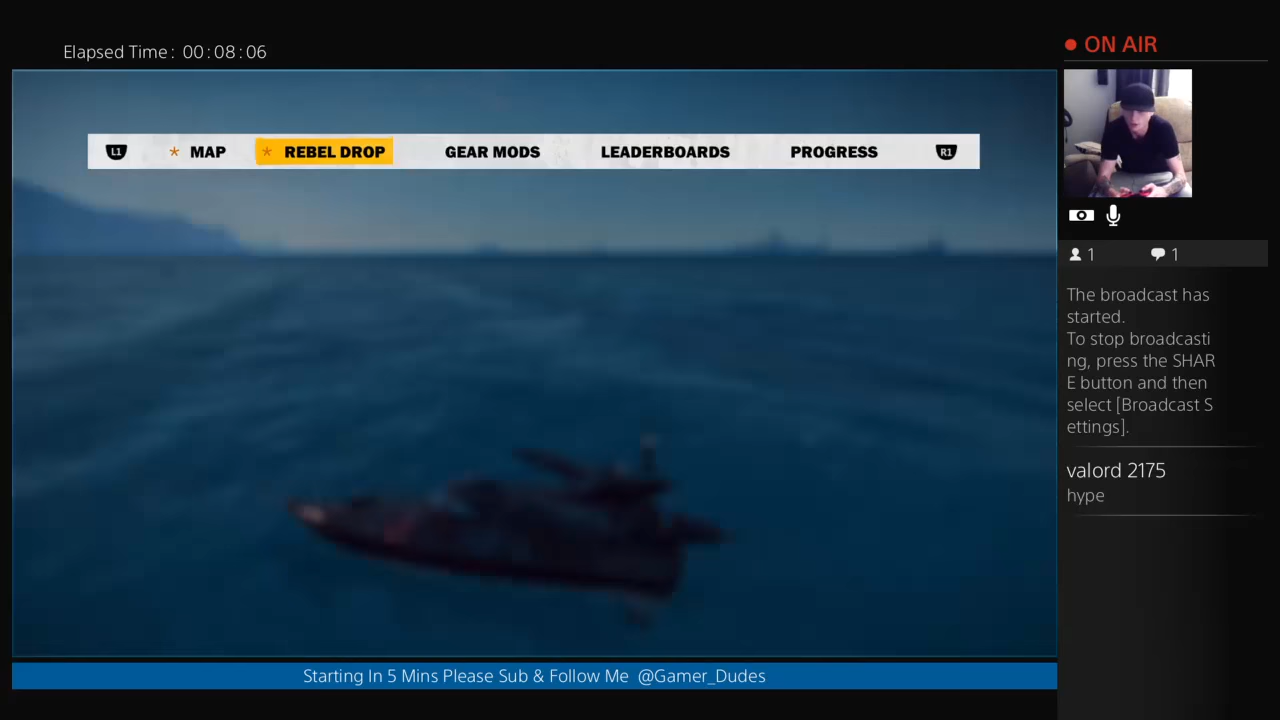 Elapsed Time: 00:08:06
ON AIR
L1 * MAP * REBEL DROP GEAR MODS LEADERBOARDS PROGRESS R1
1 1
The broadcast has
started.
To stop broadcasti
ng, press the SHAR
E button and then
select [Broadcast S
ettings].
valord 2175
hype
Starting In 5 Mins Please Sub & Follow Me @Gamer_Dudes